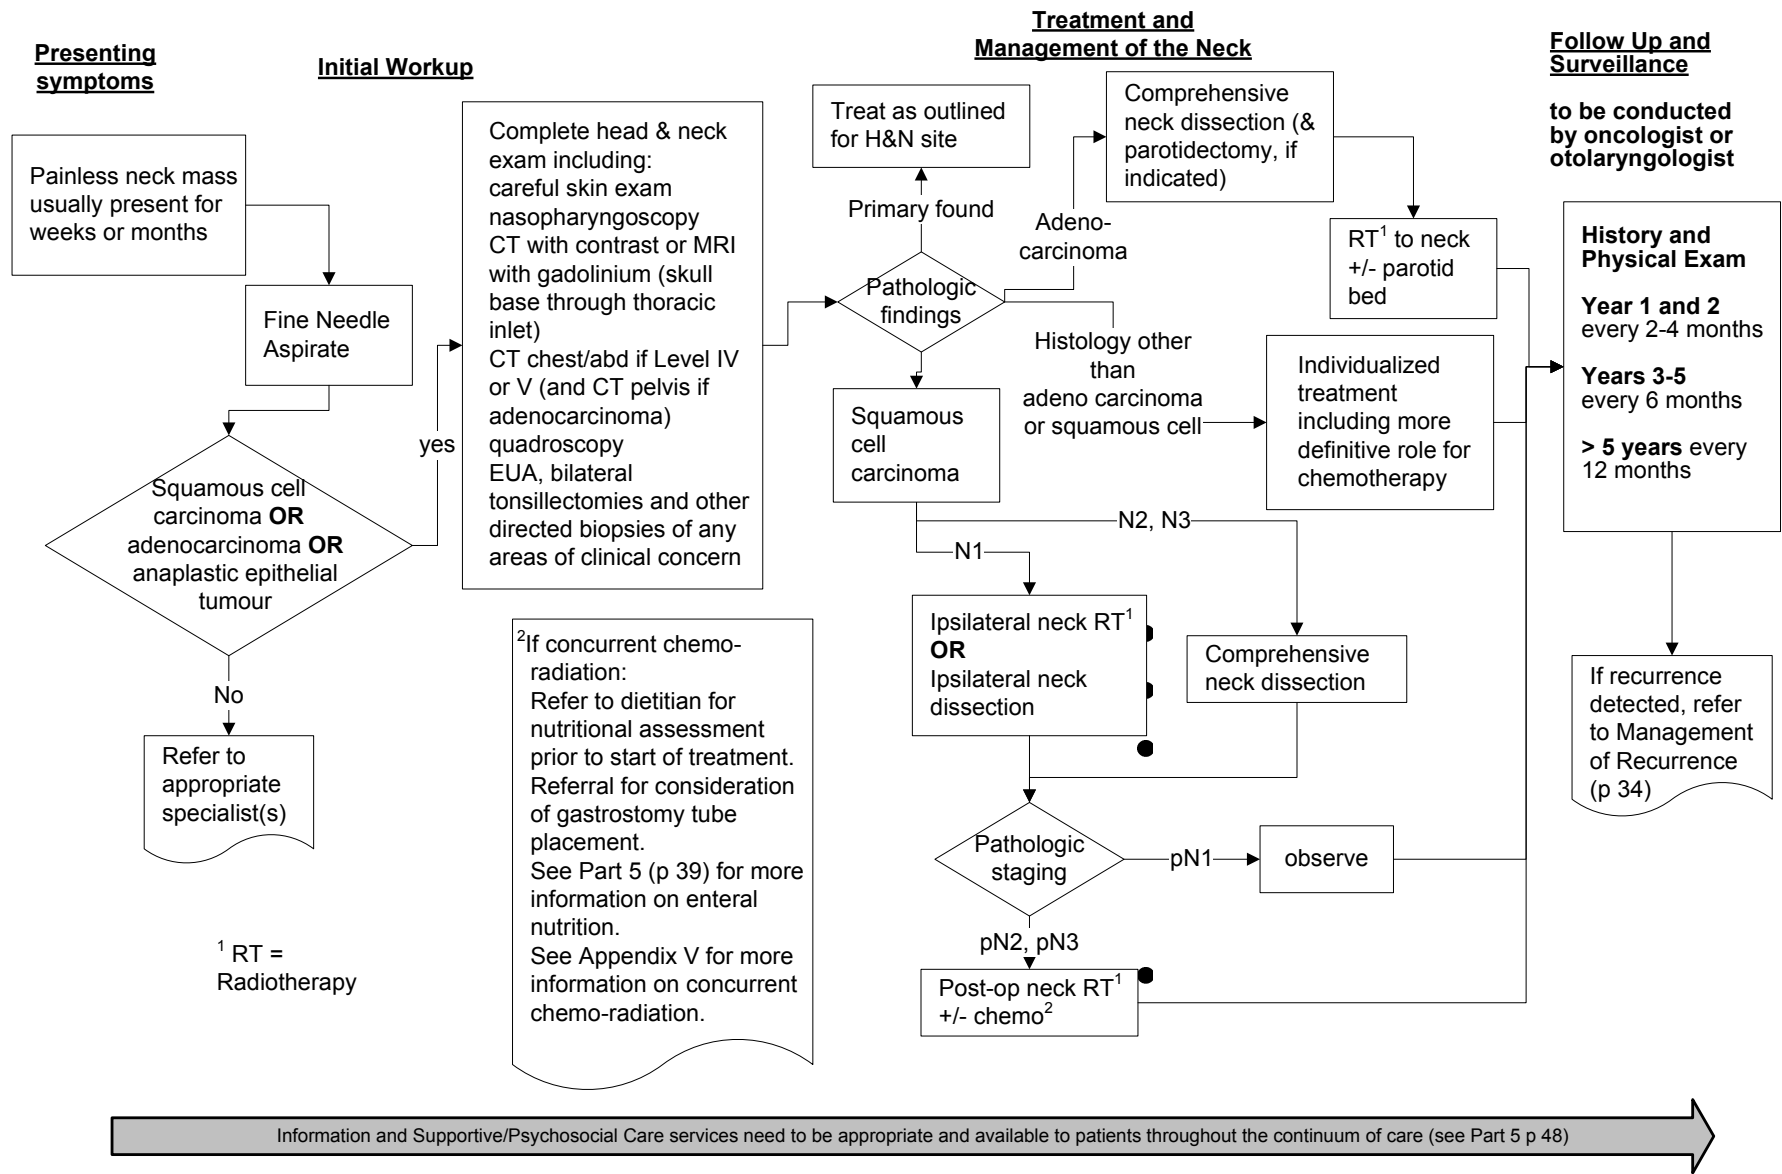 Presenting
symptoms
Painless neck mass
usually present for
weeks or months
Fine Needle
Aspirate
Squamous cell
carcinoma OR
adenocarcinoma OR
anaplastic epithelial
tumour
yes
No
Refer to
appropriate
specialist(s)
1 RT =
Radiotherapy
Initial Workup
Complete head & neck
exam including:
careful skin exam
nasopharyngoscopy
CT with contrast or MRI
with gadolinium (skull
base through thoracic
inlet)
CT chest/abd if Level IV
or V (and CT pelvis if
adenocarcinoma)
quadroscopy
EUA, bilateral
tonsillectomies and other
directed biopsies of any
areas of clinical concern
2If concurrent chemo-
radiation:
Refer to dietitian for
nutritional assessment
prior to start of treatment.
Referral for consideration
of gastrostomy tube
placement.
See Part 5 (p 39) for more
information on enteral
nutrition.
See Appendix V for more
information on concurrent
chemo-radiation.
Treatment and
Management of the Neck
Treat as outlined
for H&N site
Primary found
Pathologic
findings
Adeno-
carcinoma
Comprehensive
neck dissection (&
parotidectomy, if
indicated)
RT1 to neck
+/- parotid
bed
Histology other
than
adeno carcinoma
or squamous cell
Individualized
treatment
including more
definitive role for
chemotherapy
Squamous
cell
carcinoma
N2, N3
N1
Ipsilateral neck RT1
OR
Ipsilateral neck
dissection
Comprehensive
neck dissection
Pathologic
staging
pN1
observe
pN2, pN3
Post-op neck RT1
+/- chemo2
Follow Up and
Surveillance
to be conducted
by oncologist or
otolaryngologist
History and
Physical Exam
Year 1 and 2
every 2-4 months
Years 3-5
every 6 months
> 5 years every
12 months
If recurrence
detected, refer
to Management
of Recurrence
(p 34)
Information and Supportive/Psychosocial Care services need to be appropriate and available to patients throughout the continuum of care (see Part 5 p 48)